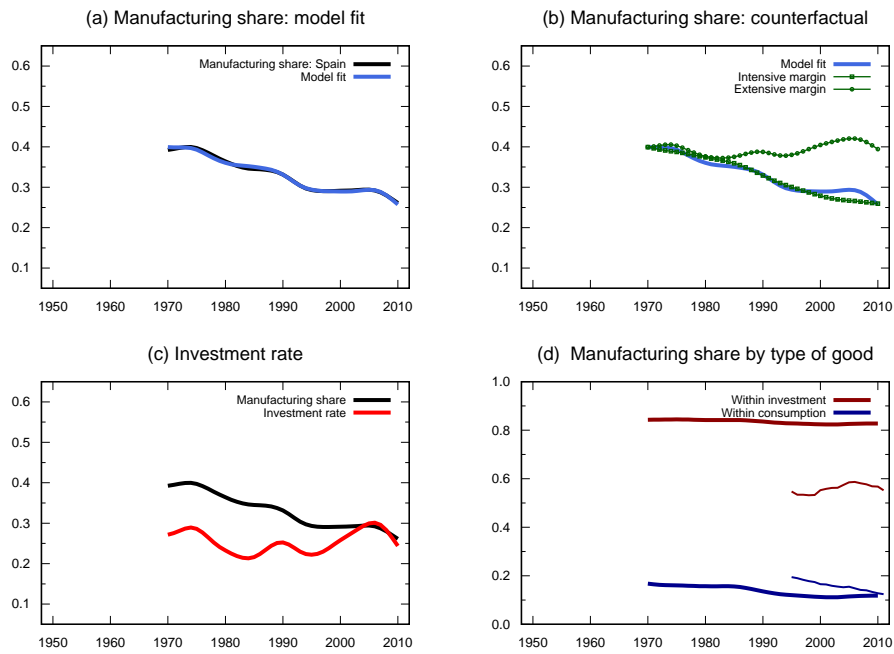 (a) Manufacturing share: model fit
0.6
0.5
0.4
0.3
0.2
0.1
Manufacturing share: Spain
Model fit
1950 1960 1970 1980 1990 2000 2010
(b) Manufacturing share: counterfactual
0.6
0.5
0.4
0.3
0.2
0.1
Model fit
Intensive margin
Extensive margin
1950 1960 1970 1980 1990 2000 2010
(c) Investment rate
0.6
0.5
0.4
0.3
0.2
0.1
Manufacturing share
Investment rate
1950 1960 1970 1980 1990 2000 2010
(d) Manufacturing share by type of good
1.0
0.8
0.6
0.4
0.2
0.0
Within investment
Within consumption
1950 1960 1970 1980 1990 2000 2010